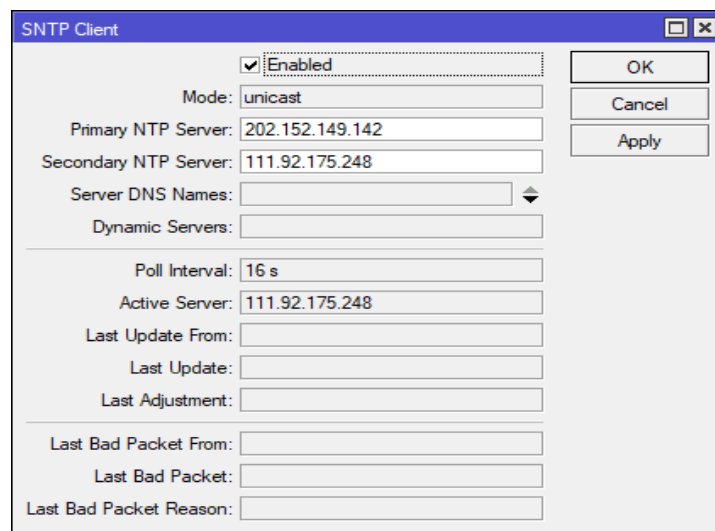 SNTP Client
Enabled
OK
Mode: unicast
Cancel
Primary NTP Server: 202.152.149.142
Apply
Secondary NTP Server: 111.92.175.248
Server DNS Names:
Dynamic Servers:
Poll Interval: 16 s
Active Server: 111.92.175.248
Last Update From:
Last Update:
Last Adjustment:
Last Bad Packet From:
Last Bad Packet:
Last Bad Packet Reason: